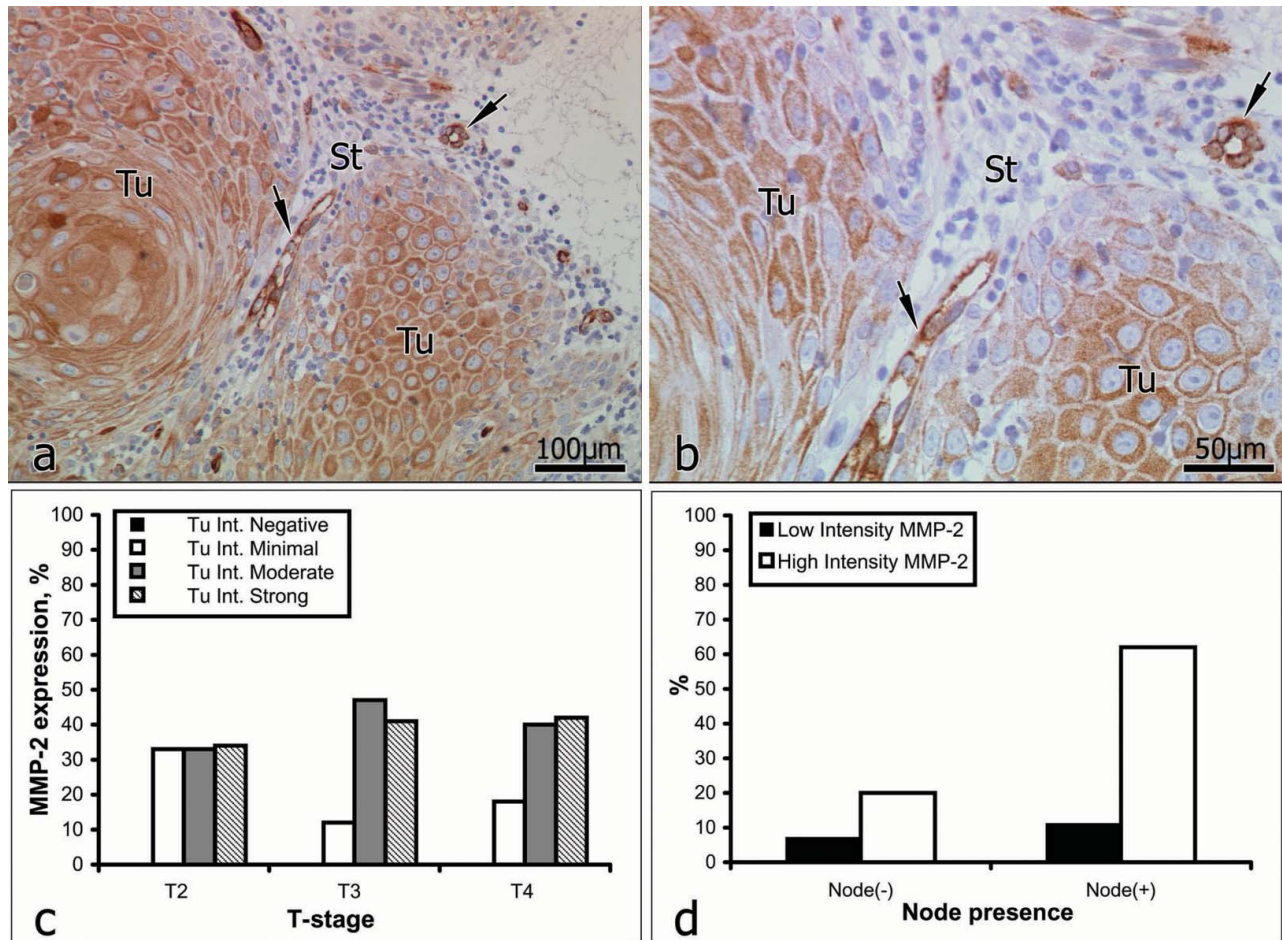 Tu
St
Tu
a
100µm
Tu
St
Tu
b
50µm
MMP-2 expression, %
100
90
80
70
60
50
40
30
20
10
0
Tu Int. Negative
Tu Int. Minimal
Tu Int. Moderate
Tu Int. Strong
T2 T3 T4
T-stage
c
%
100
90
80
70
60
50
40
30
20
10
0
Low Intensity MMP-2
High Intensity MMP-2
Node(-) Node(+)
Node presence
d